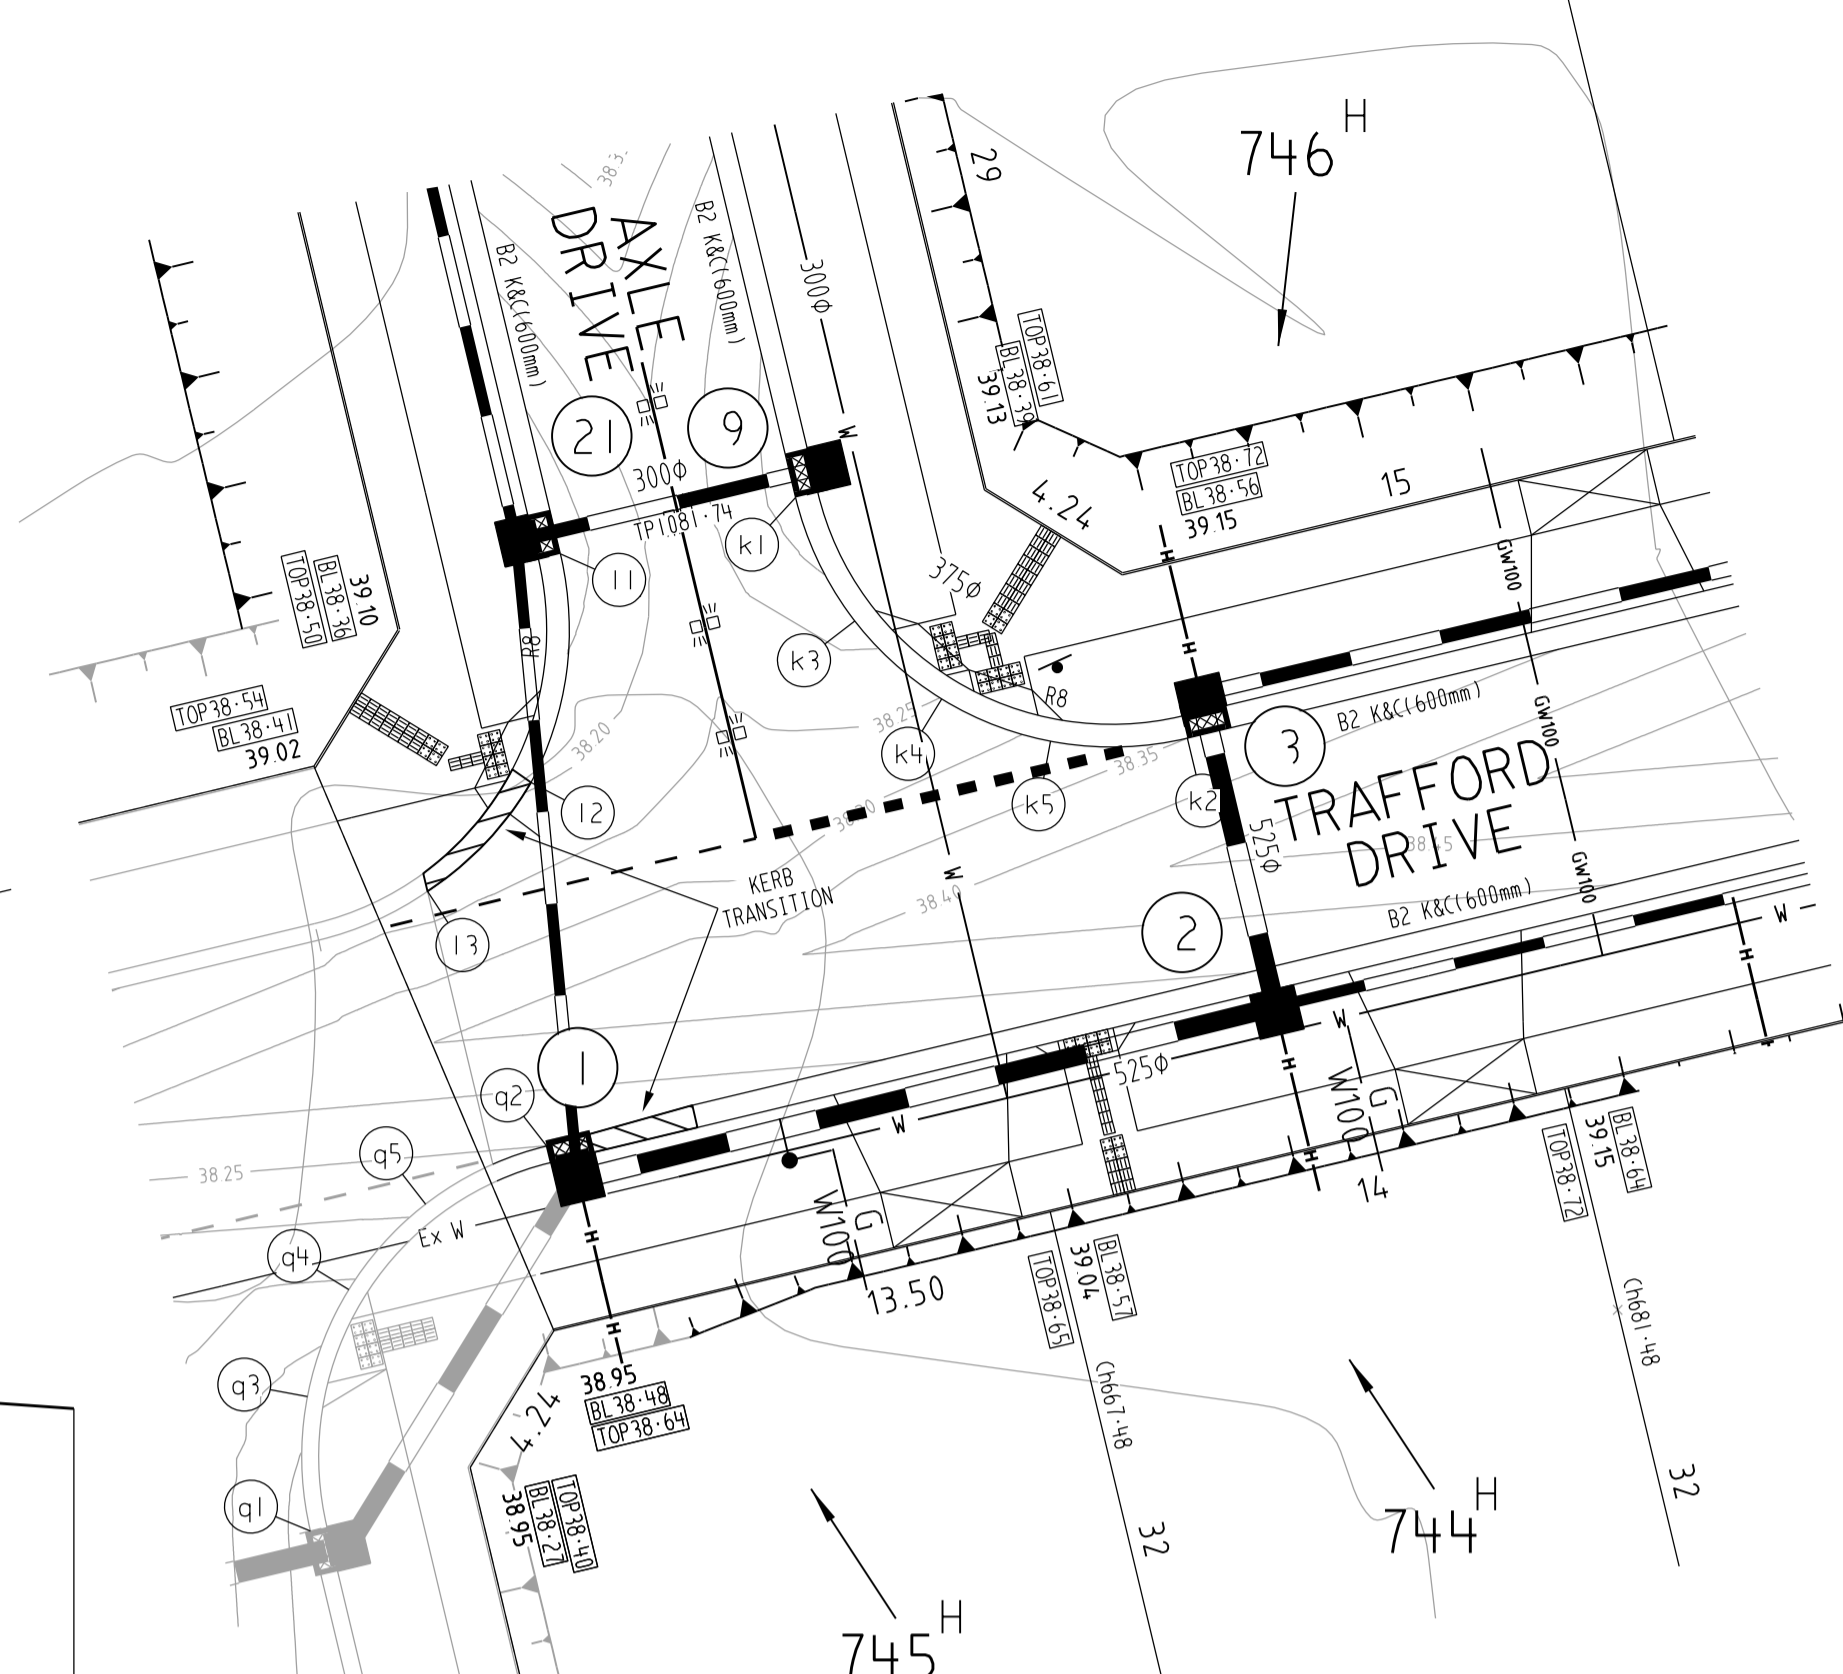 746
H
29
38.3
AXLE
DRIVE
B2 K&C(600mm)
B2 K&C(600mm)
300Φ
TOP38·61
BL38·39
39.13
21
9
300Φ
TP1081·74
W
4.24
TOP38·72
BL38·56
39.15
15
H
GW100
k1
11
375Φ
TOP38·50
BL38·36
39.10
R8
k3
H
R8
TOP38·54
BL38·41
39.02
38.20
38.25
k4
38.35
3
B2 K&C(600mm)
GW100
TRAFFORD
DRIVE
12
k5
k2
38.30
525Φ
38.45
GW100
KERB
TRANSITION
W
38.40
B2 K&C(600mm)
13
2
W
H
1
W
525Φ
H
q2
W
G
W100
q5
38.25
H
14
BL38·64
39.15
TOP38·72
G
W100
Ex W
H
q4
13.50
BL38·57
39.04
TOP38·65
Ch681·48
H
q3
38.95
BL38·48
TOP38·64
4.24
Ch667·48
q1
TOP38·40
BL38·27
38.95
32
32
744
H
745
H